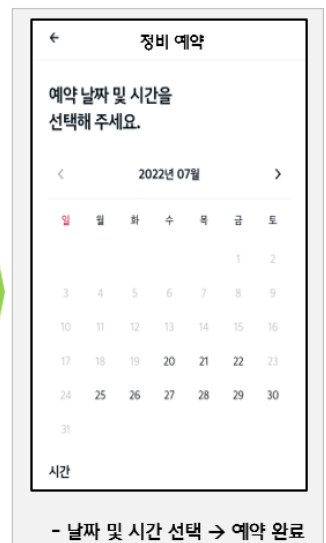 ← 정비 예약
예약 날짜 및 시간을
선택해 주세요.
< 2022년 07월 >
일 월 화 수 목 금 토
1 2
3 4 5 6 7 8 9
10 11 12 13 14 15 16
17 18 19 20 21 22 23
24 25 26 27 28 29 30
31
시간
- 날짜 및 시간 선택 → 예약 완료